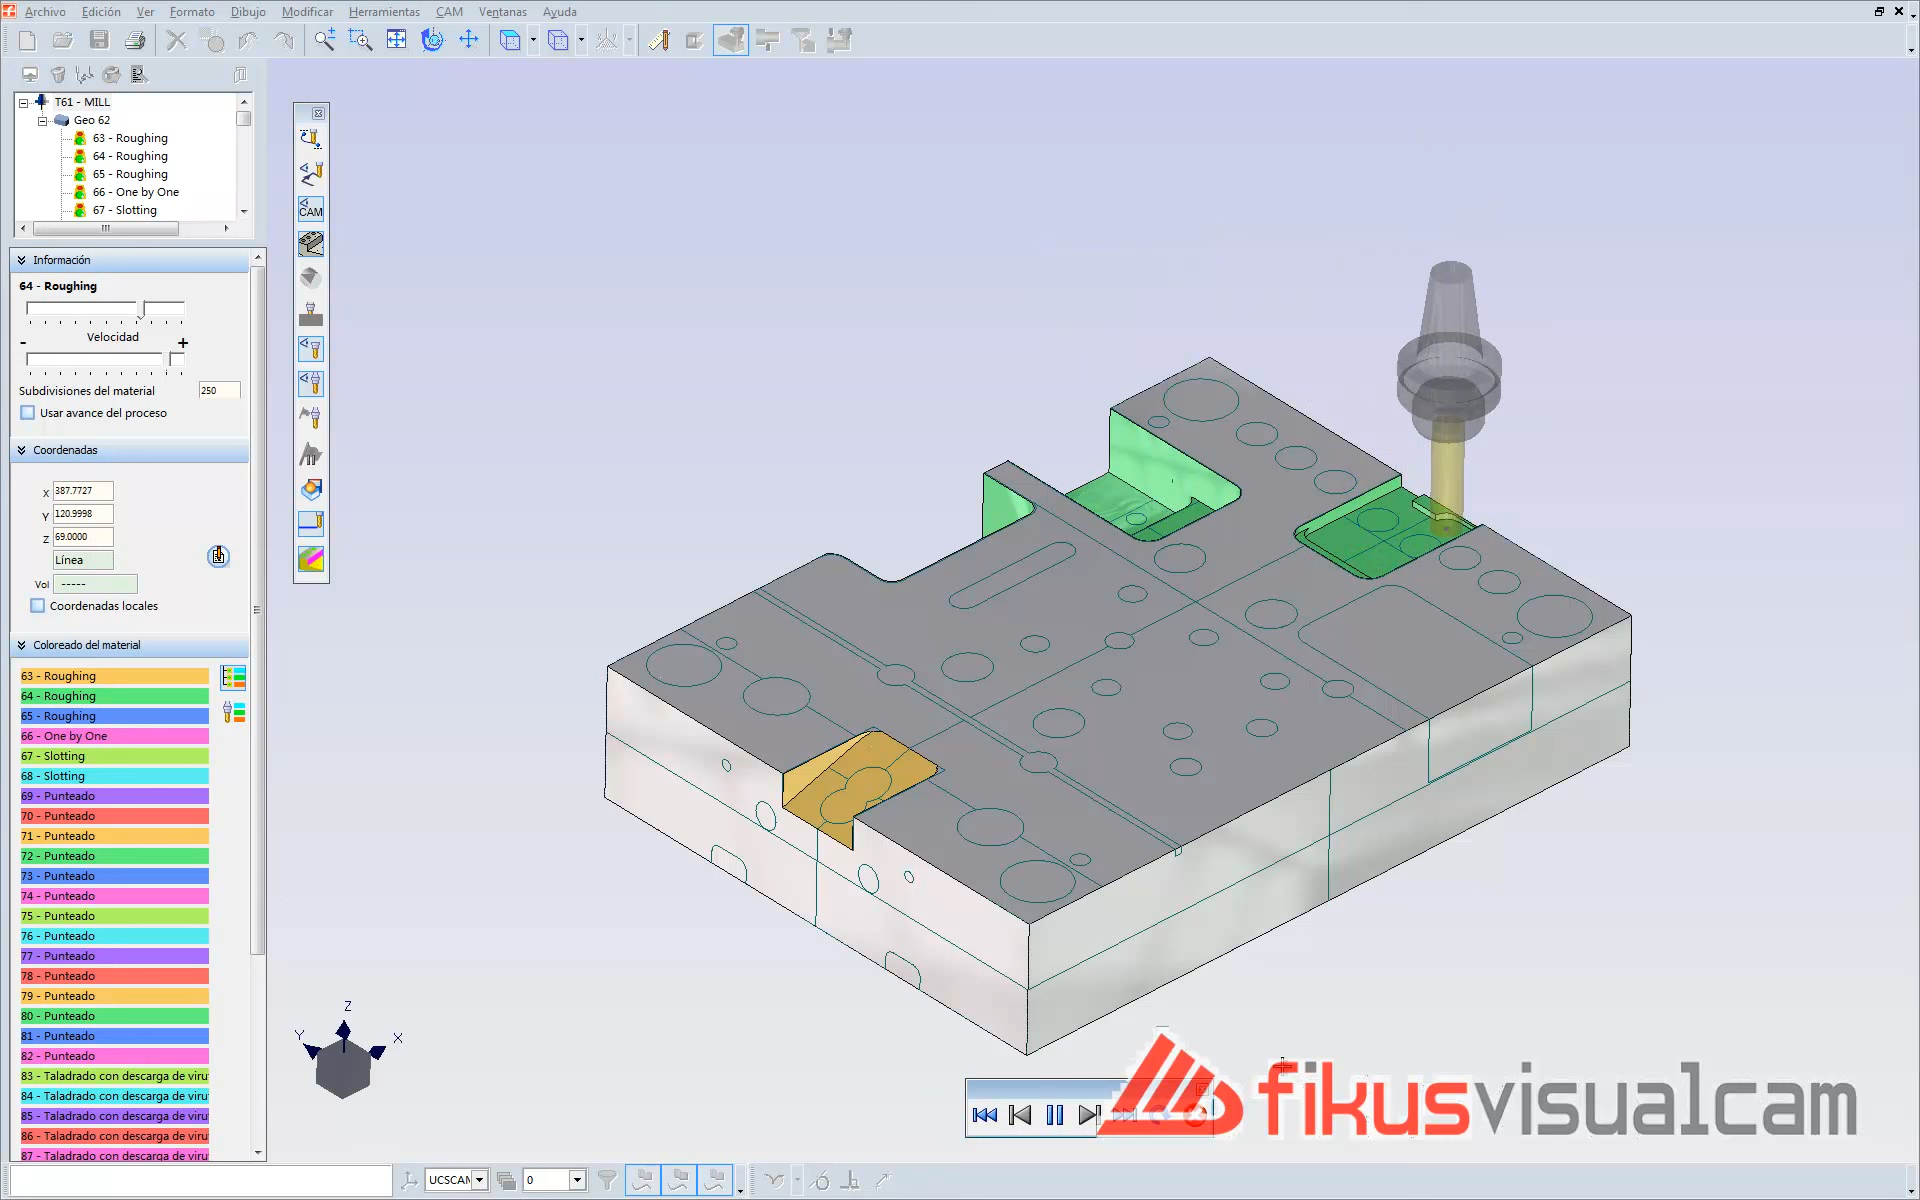 Archivo Edición Ver Formato Dibujo Modificar Herramientas CAM Ventanas Ayuda
T61 - MILL
Geo 62
63 - Roughing
64 - Roughing
65 - Roughing
66 - One by One
67 - Slotting
CAM
Información
64 - Roughing
Velocidad
- +
Subdivisiones del material 250
Usar avance del proceso
Coordenadas
X 387.7727
Y 120.9998
Z 69.0000
Línea
Vol -----
Coordenadas locales
Coloreado del material
63 - Roughing
64 - Roughing
65 - Roughing
66 - One by One
67 - Slotting
68 - Slotting
69 - Punteado
70 - Punteado
71 - Punteado
72 - Punteado
73 - Punteado
74 - Punteado
75 - Punteado
76 - Punteado
77 - Punteado
78 - Punteado
79 - Punteado
80 - Punteado
81 - Punteado
82 - Punteado
83 - Taladrado con descarga de viru
84 - Taladrado con descarga de viru
85 - Taladrado con descarga de viru
86 - Taladrado con descarga de viru
87 - Taladrado con descarga de viru
Z
Y X
fikusvisualcam
UCSCAM 0